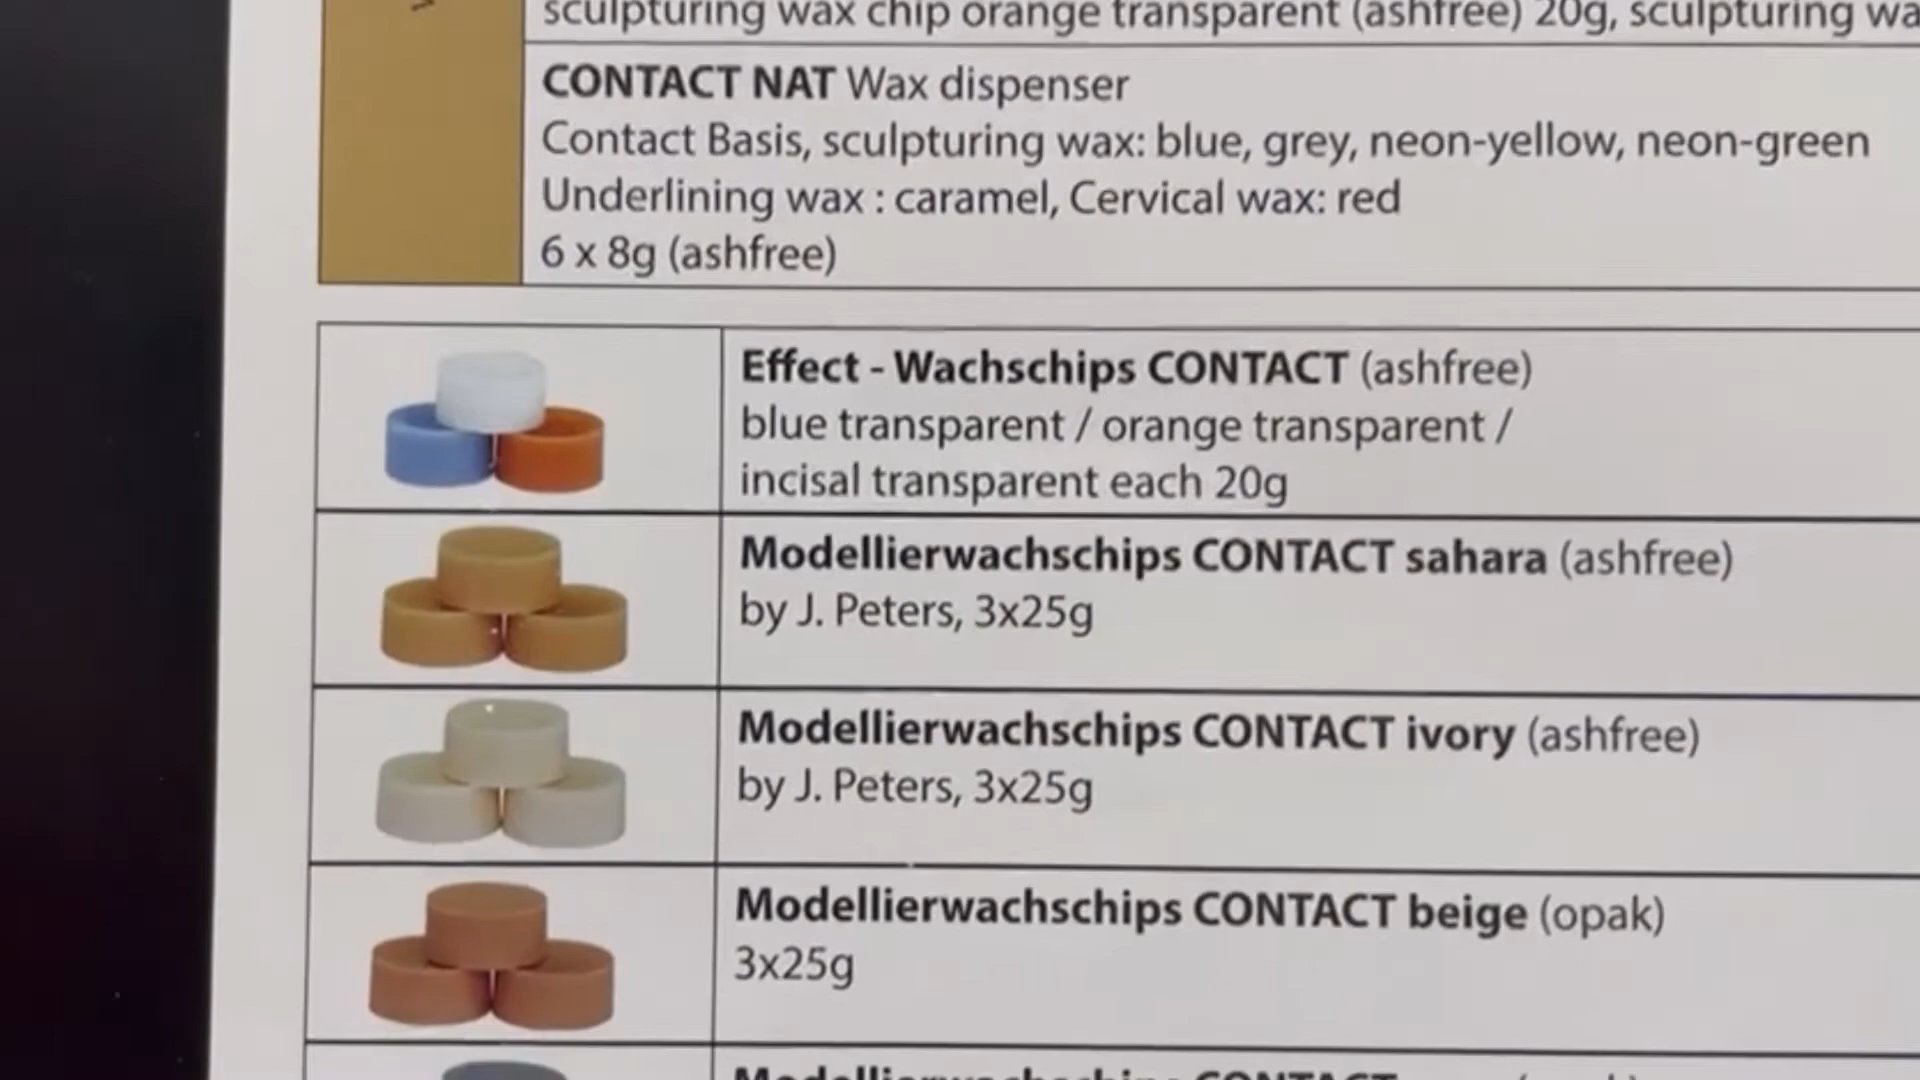 sculpturing wax chip orange transparent (ashfree) 20g, sculpturing
CONTACT NAT Wax dispenser
Contact Basis, sculpturing wax: blue, grey, neon-yellow, neon-green
Underlining wax : caramel, Cervical wax: red
6 x 8g (ashfree)
Effect - Wachschips CONTACT (ashfree)
blue transparent / orange transparent /
incisal transparent each 20g
Modellierwachschips CONTACT sahara (ashfree)
by J. Peters, 3x25g
Modellierwachschips CONTACT ivory (ashfree)
by J. Peters, 3x25g
Modellierwachschips CONTACT beige (opak)
3x25g
Modellierwachschips CONTACT